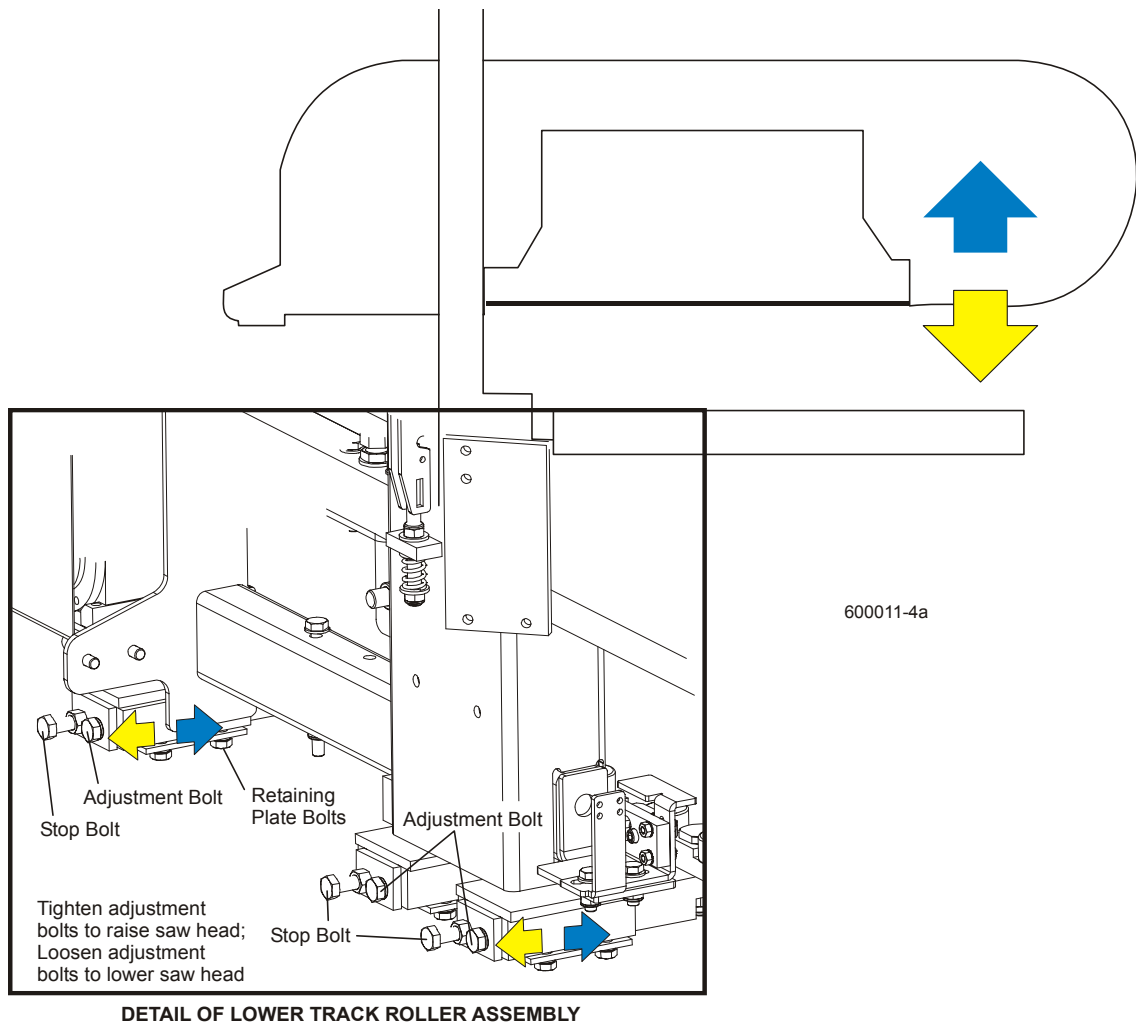 600011-4a
Adjustment Bolt
Stop Bolt
Retaining
Plate Bolts
Adjustment Bolt
Stop Bolt
Tighten adjustment
bolts to raise saw head;
Loosen adjustment
bolts to lower saw head
DETAIL OF LOWER TRACK ROLLER ASSEMBLY